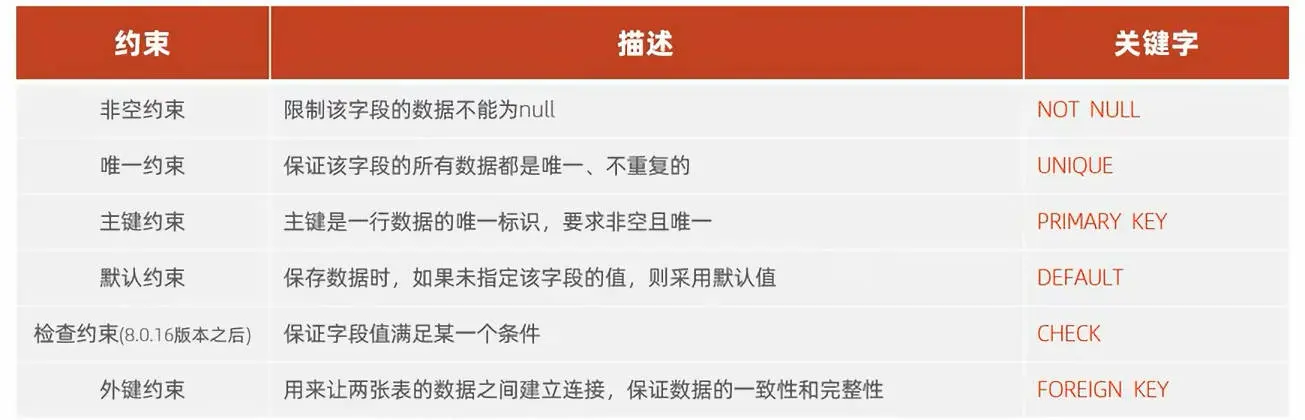 约束 描述 关键字
非空约束 限制该字段的数据不能为null NOT NULL
唯一约束 保证该字段的所有数据都是唯一、不重复的 UNIQUE
主键约束 主键是一行数据的唯一标识，要求非空且唯一 PRIMARY KEY
默认约束 保存数据时，如果未指定该字段的值，则采用默认值 DEFAULT
检查约束(8.0.16版本之后) 保证字段值满足某一个条件 CHECK
外键约束 用来让两张表的数据之间建立连接，保证数据的一致性和完整性 FOREIGN KEY